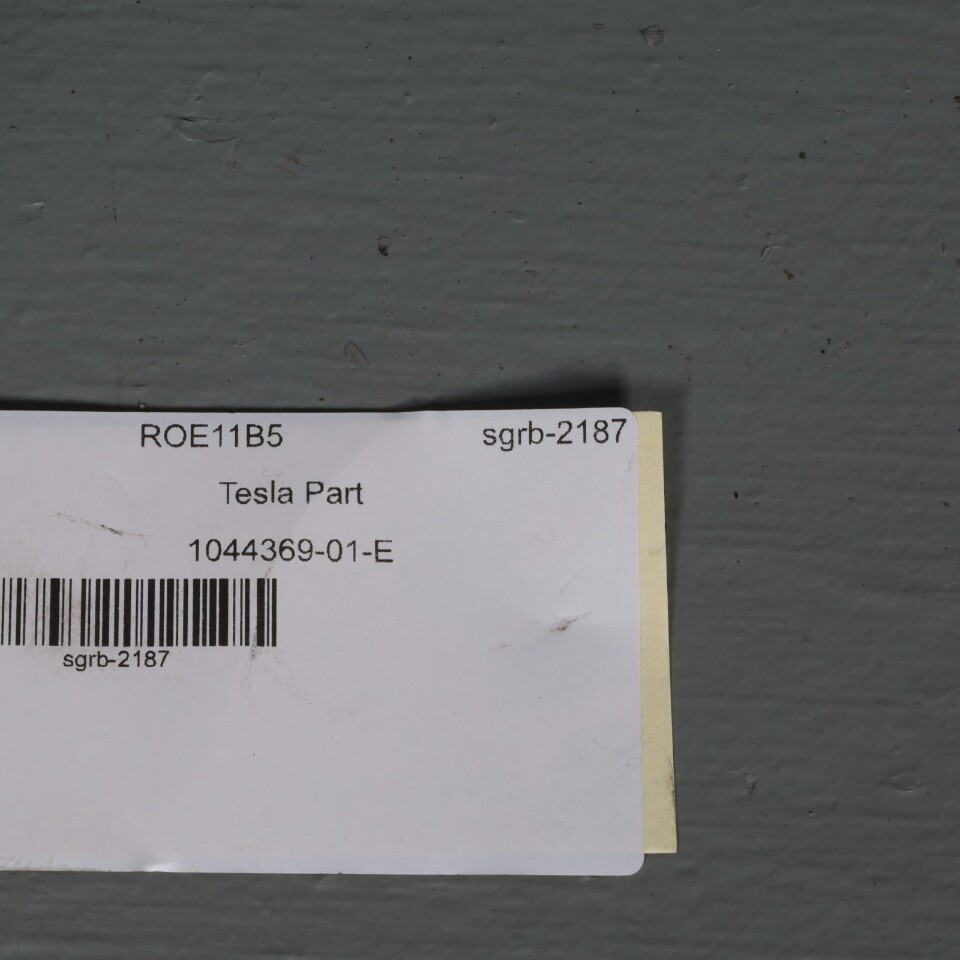 ROE11B5 sgrb-2187
Tesla Part
1044369-01-E
sgrb-2187